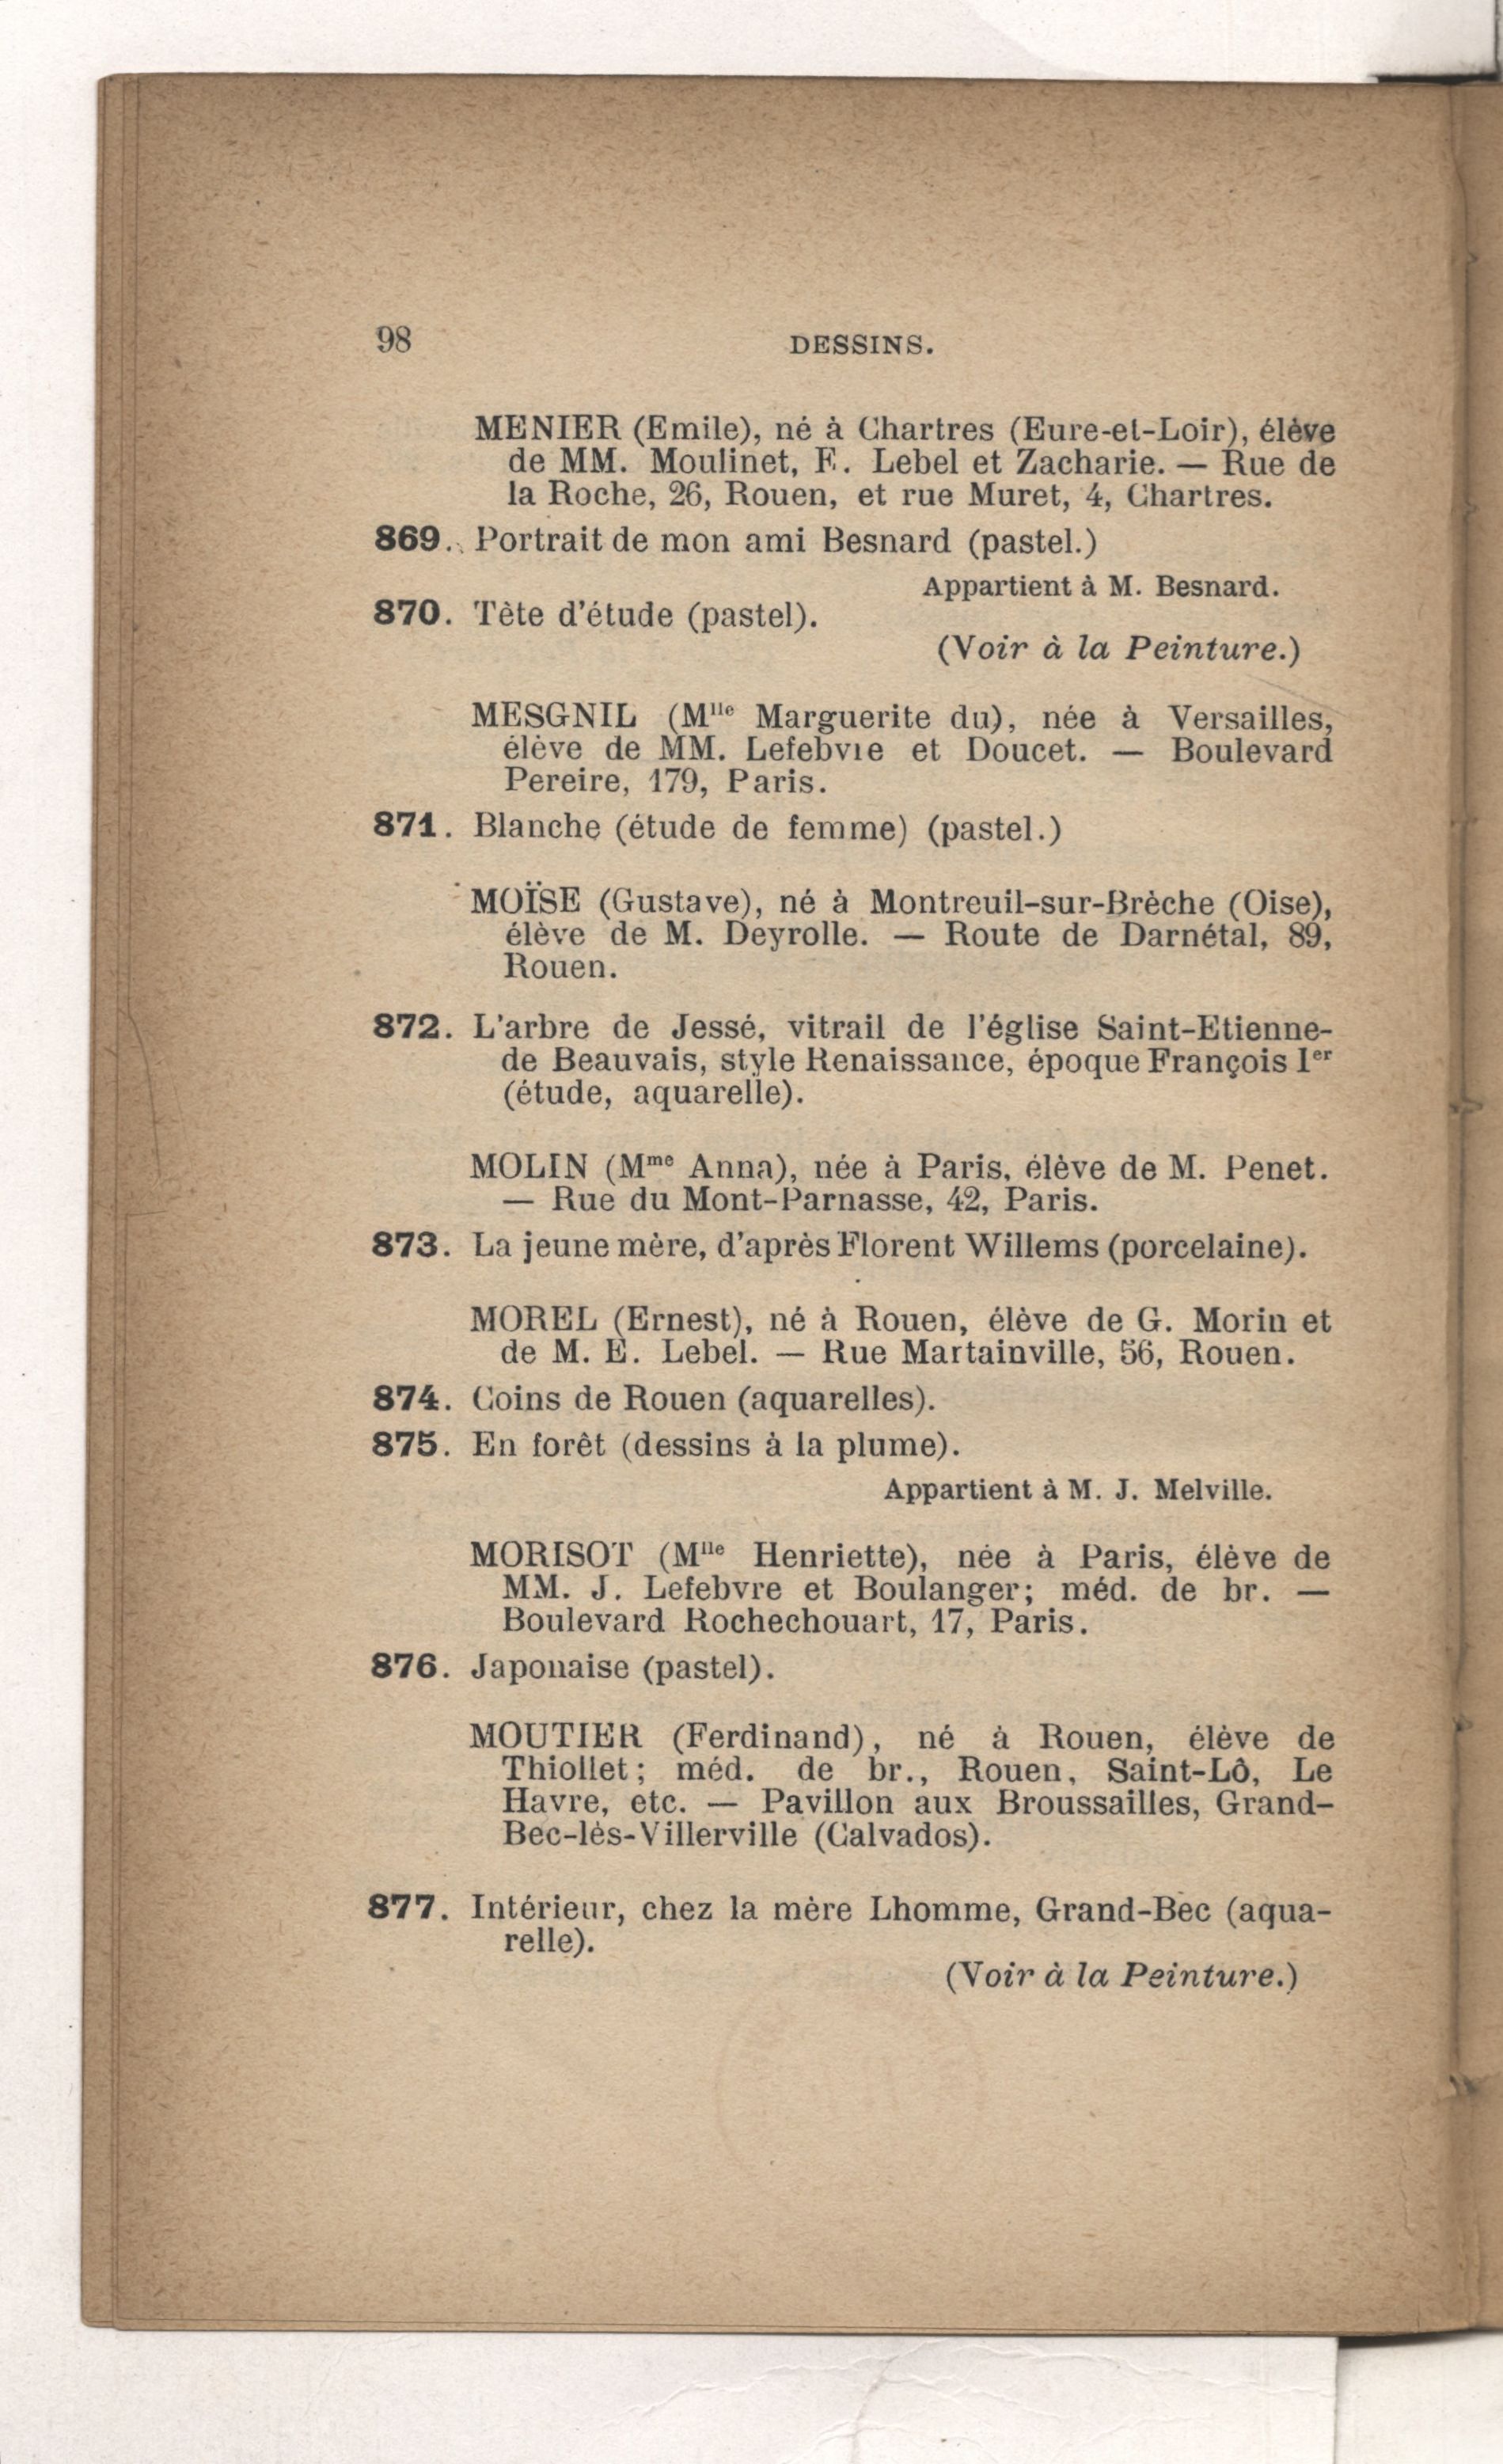 98
DESSINS.
MENIER (Emile), né à Chartres (Eure-et-Loir), élève
de MM. Moulinet, E. Lebel et Zacharie. — Rue de
la Roche, 26, Rouen, et rue Muret, 4, Chartres.
869. Portrait de mon ami Besnard (pastel.)
Appartient à M. Besnard.
870. Tète d'étude (pastel).
(Voir à la Peinture.)
MESGNIL (Mlle Marguerite du), née à Versailles,
élève de MM. Lefebvre et Doucet. — Boulevard
Pereire, 179, Paris.
871. Blanche (étude de femme) (pastel.)
MOÏSE (Gustave), né à Montreuil-sur-Brèche (Oise),
élève de M. Deyrolle. — Route de Darnétal, 89,
Rouen.
872. L'arbre de Jessé, vitrail de l'église Saint-Etienne-
de Beauvais, style Renaissance, époque François Ier
(étude, aquarelle).
MOLIN (Mme Anna), née à Paris, élève de M. Penet.
— Rue du Mont-Parnasse, 42, Paris.
873. La jeune mère, d'après Florent Willems (porcelaine).
MOREL (Ernest), né à Rouen, élève de G. Morin et
de M. E. Lebel. — Rue Martainville, 56, Rouen.
874. Coins de Rouen (aquarelles).
875. En forêt (dessins à la plume).
Appartient à M. J. Melville.
MORISOT (Mlle Henriette), née à Paris, élève de
MM. J. Lefebvre et Boulanger; méd. de br. —
Boulevard Rochechouart, 17, Paris.
876. Japonaise (pastel).
MOUTIER (Ferdinand), né à Rouen, élève de
Thiollet; méd. de br., Rouen, Saint-Lô, Le
Havre, etc. — Pavillon aux Broussailles, Grand-
Bec-lès-Villerville (Calvados).
877. Intérieur, chez la mère Lhomme, Grand-Bec (aqua-
relle).
(Voir à la Peinture.)